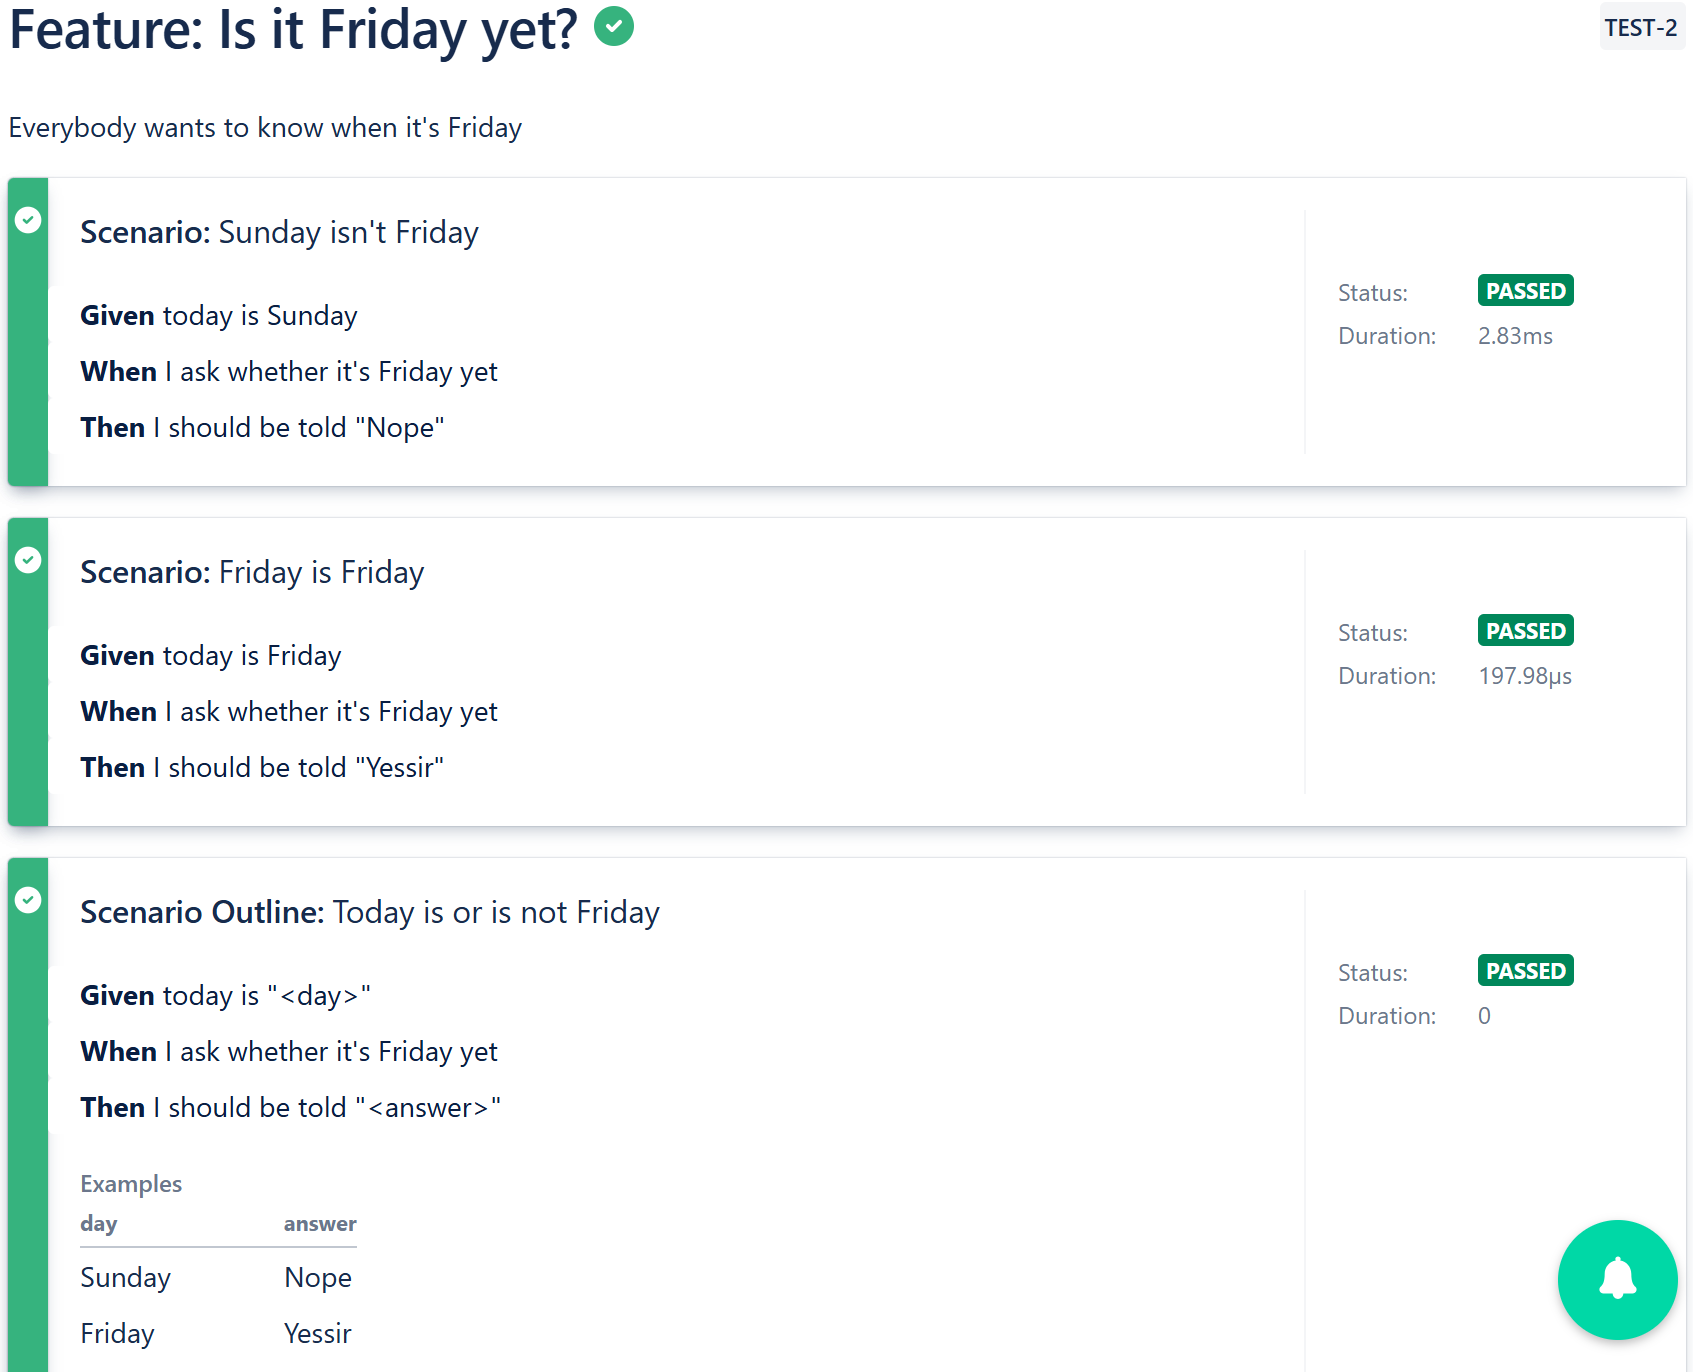 Feature: Is it Friday yet?
TEST-2
Everybody wants to know when it's Friday
Scenario: Sunday isn't Friday
Given today is Sunday
When I ask whether it's Friday yet
Then I should be told "Nope"
Status: PASSED
Duration: 2.83ms
Scenario: Friday is Friday
Given today is Friday
When I ask whether it's Friday yet
Then I should be told "Yessir"
Status: PASSED
Duration: 197.98µs
Scenario Outline: Today is or is not Friday
Given today is "<day>"
When I ask whether it's Friday yet
Then I should be told "<answer>"
Status: PASSED
Duration: 0
Examples
day answer
Sunday Nope
Friday Yessir